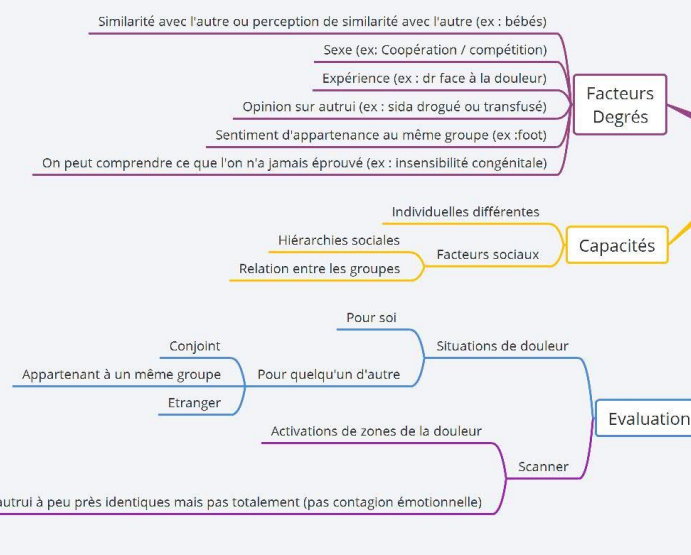 Similarité avec l'autre ou perception de similarité avec l'autre (ex : bébés)
Sexe (ex: Coopération / compétition)
Expérience (ex : dr face à la douleur)
Opinion sur autrui (ex : sida drogué ou transfusé)
Sentiment d'appartenance au même groupe (ex :foot)
On peut comprendre ce que l'on n'a jamais éprouvé (ex : insensibilité congénitale)
Facteurs
Degrés
Individuelles différentes
Hiérarchies sociales
Relation entre les groupes
Facteurs sociaux
Capacités
Pour soi
Conjoint
Appartenant à un même groupe
Etranger
Pour quelqu'un d'autre
Situations de douleur
Activations de zones de la douleur
autrui à peu près identiques mais pas totalement (pas contagion émotionnelle)
Scanner
Evaluation